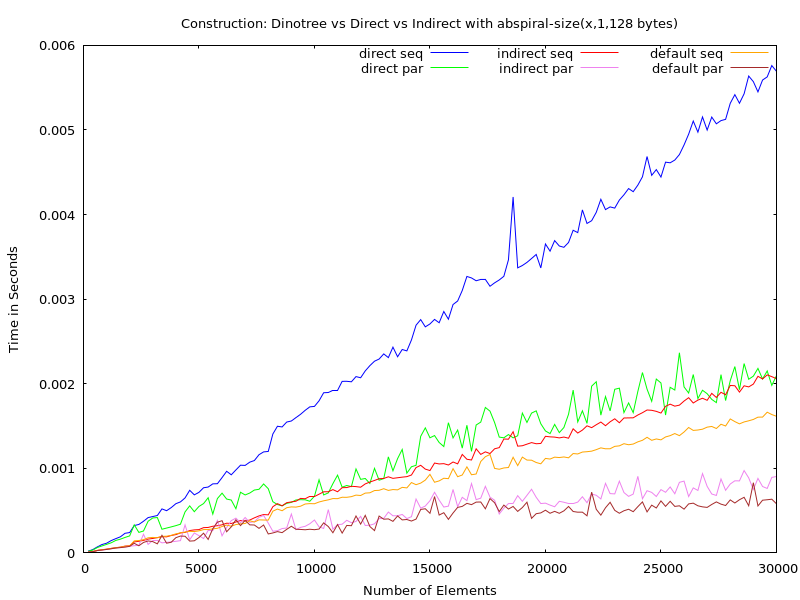 Construction: Dinotree vs Direct vs Indirect with abspiral-size(x,1,128 bytes)
direct seq indirect seq default seq
direct par indirect par default par
0.006
0.005
0.004
0.003
0.002
0.001
0
Time in Seconds
0 5000 10000 15000 20000 25000 30000
Number of Elements